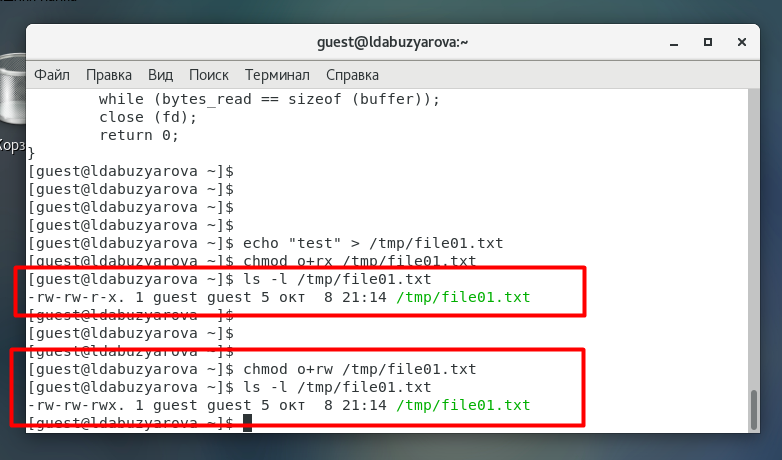 guest@ldabuzyarova:~
Файл Правка Вид Поиск Терминал Справка
        while (bytes_read == sizeof (buffer));
        close (fd);
        return 0;
}
[guest@ldabuzyarova ~]$
[guest@ldabuzyarova ~]$
[guest@ldabuzyarova ~]$
[guest@ldabuzyarova ~]$
[guest@ldabuzyarova ~]$ echo "test" > /tmp/file01.txt
[guest@ldabuzyarova ~]$ chmod o+rx /tmp/file01.txt
[guest@ldabuzyarova ~]$ ls -l /tmp/file01.txt
-rw-rw-r-x. 1 guest guest 5 окт  8 21:14 /tmp/file01.txt
[guest@ldabuzyarova ~]$
[guest@ldabuzyarova ~]$
[guest@ldabuzyarova ~]$
[guest@ldabuzyarova ~]$ chmod o+rw /tmp/file01.txt
[guest@ldabuzyarova ~]$ ls -l /tmp/file01.txt
-rw-rw-rwx. 1 guest guest 5 окт  8 21:14 /tmp/file01.txt
[guest@ldabuzyarova ~]$
Корз